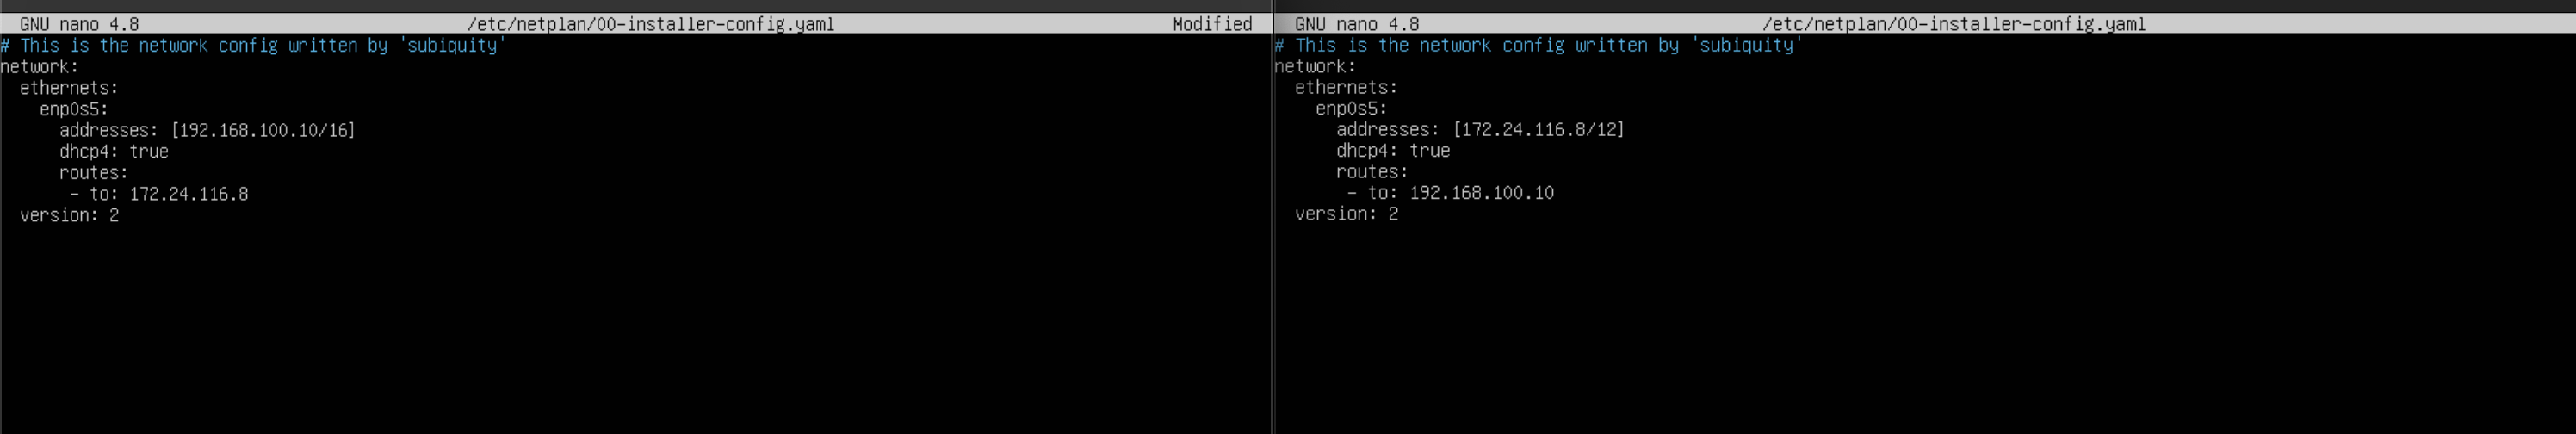 GNU nano 4.8 /etc/netplan/00-installer-config.yaml Modified
# This is the network config written by 'subiquity'
network:
  ethernets:
    enp0s5:
      addresses: [192.168.100.10/16]
      dhcp4: true
      routes:
       - to: 172.24.116.8
  version: 2
GNU nano 4.8 /etc/netplan/00-installer-config.yaml
# This is the network config written by 'subiquity'
network:
  ethernets:
    enp0s5:
      addresses: [172.24.116.8/12]
      dhcp4: true
      routes:
       - to: 192.168.100.10
  version: 2